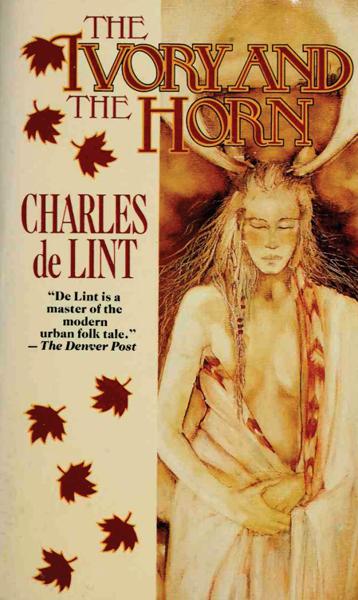 THE
IVORY AND
THE HORN
CHARLES
de LINT
“De Lint is a
master of the
modern
urban folk tale.”
— The Denver Post